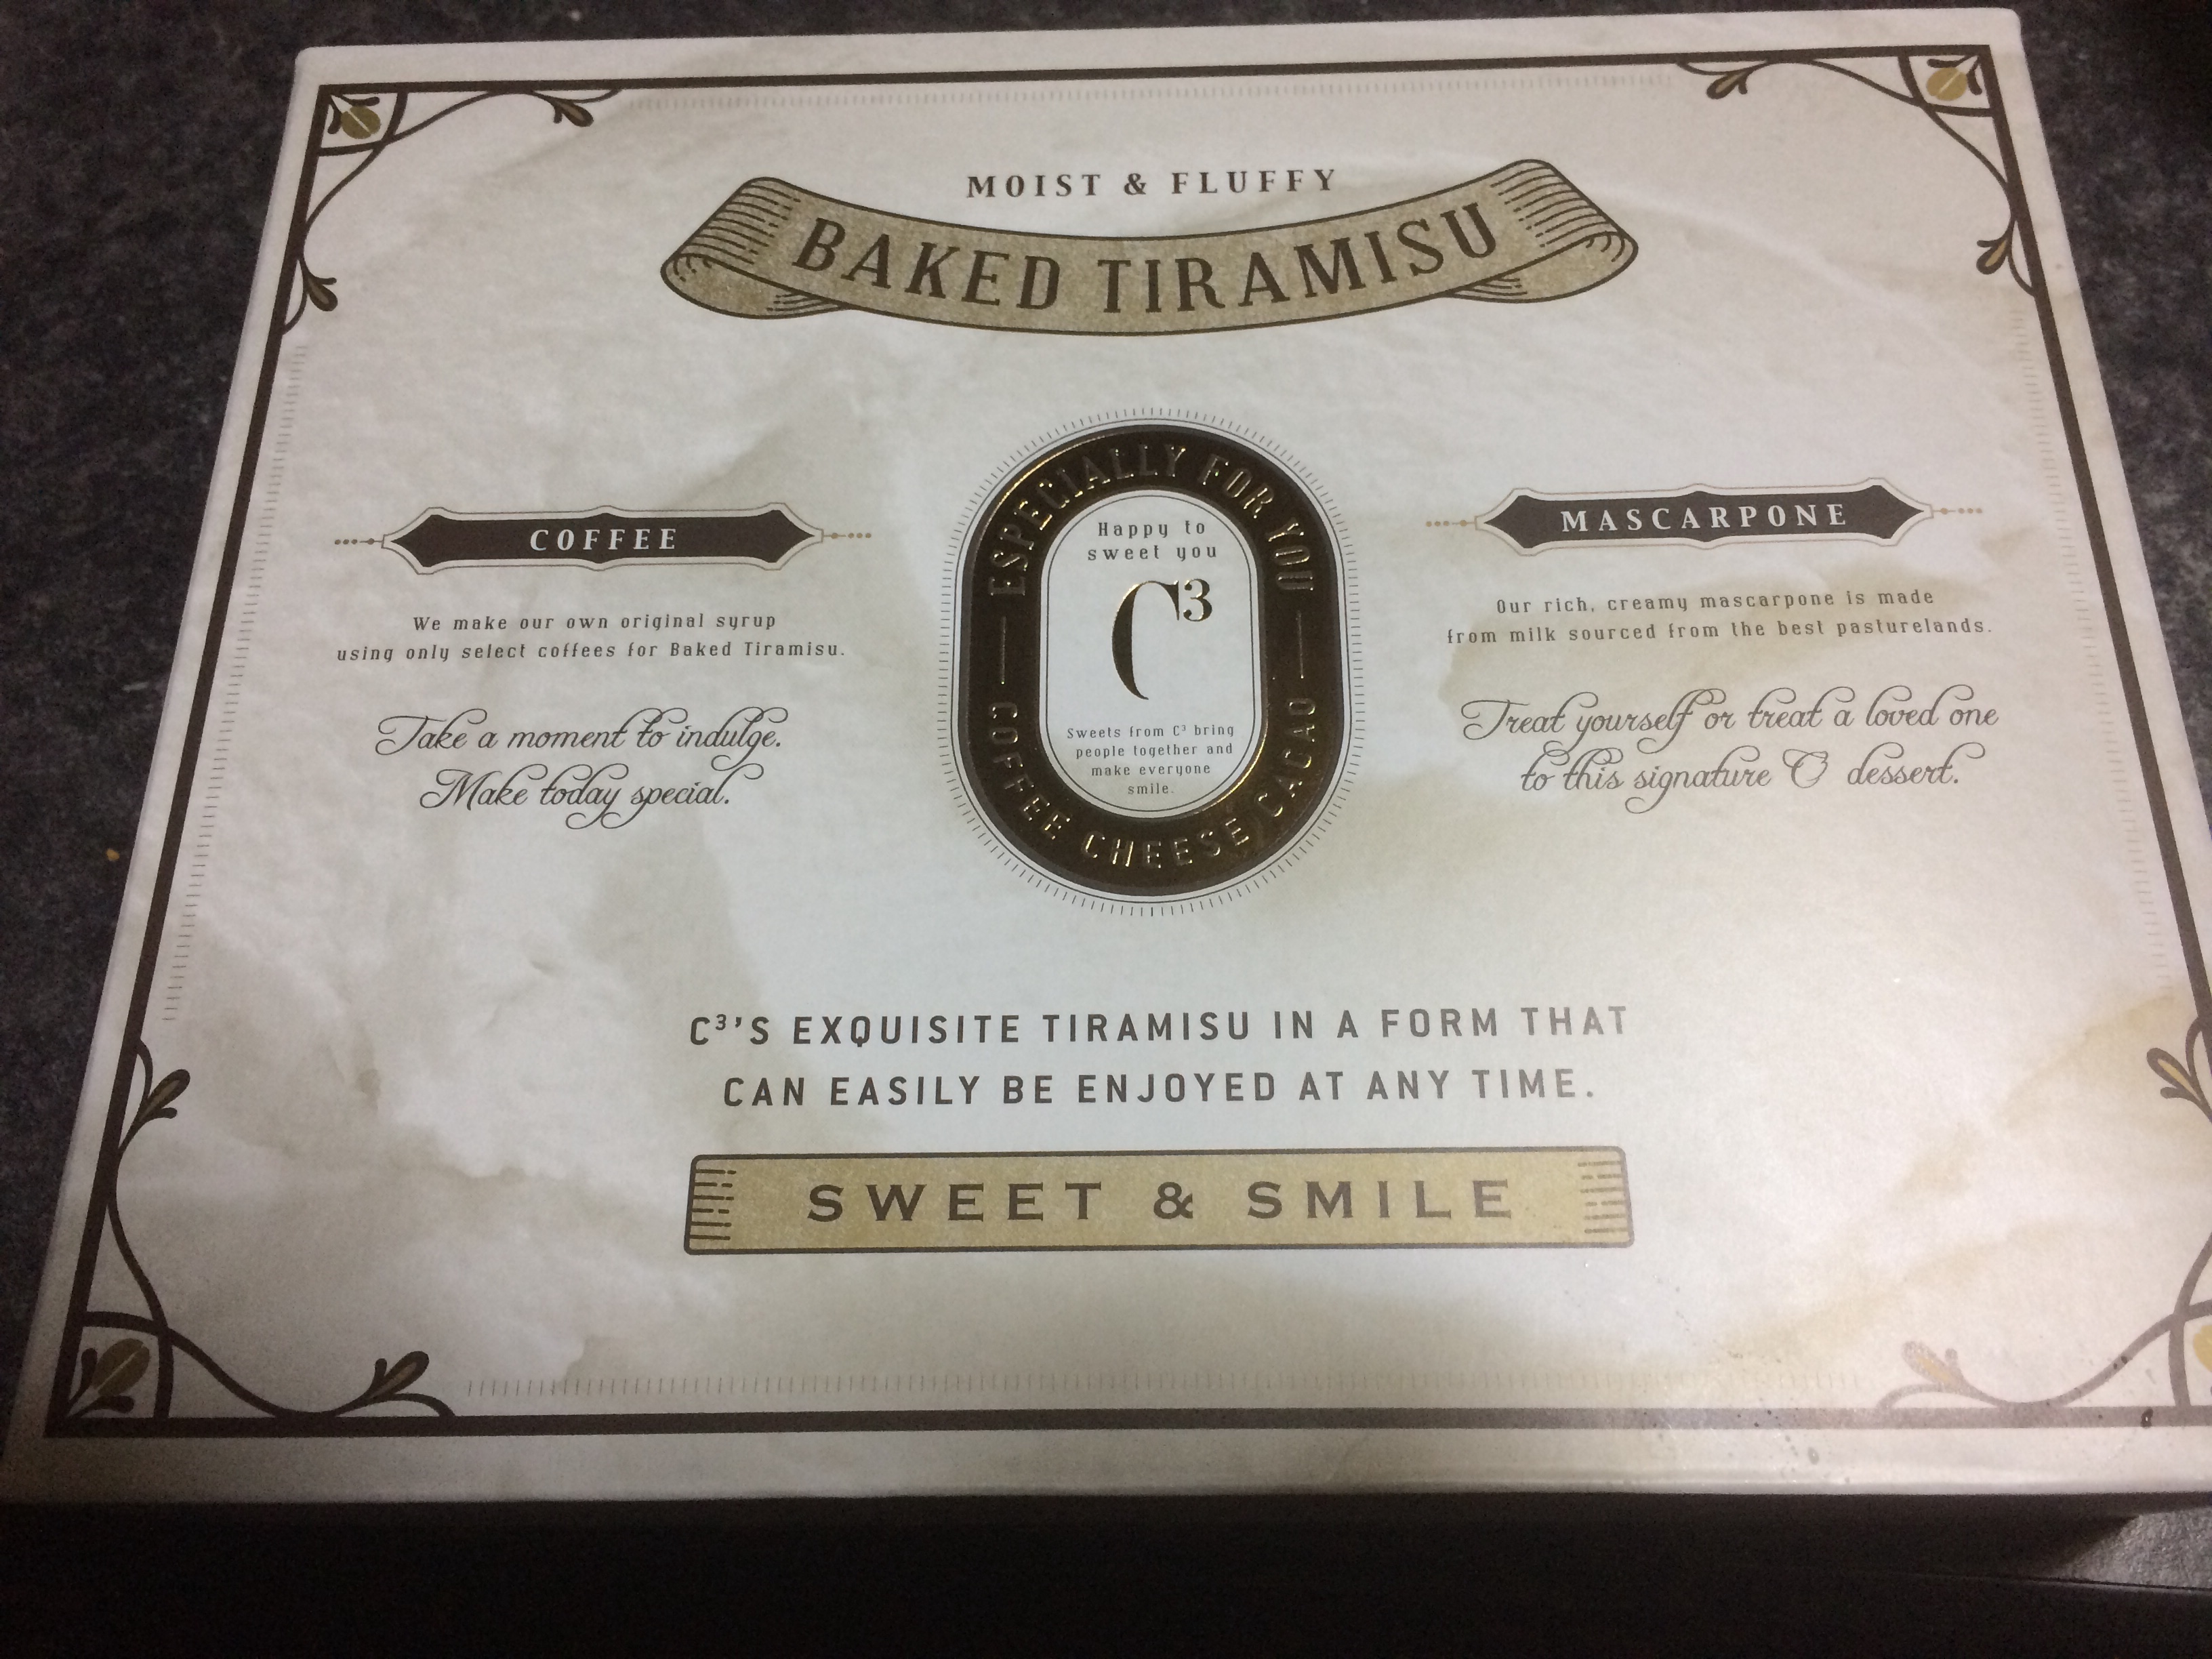 MOIST & FLUFFY
BAKED TIRAMISU
COFFEE
We make our own original syrup
using only select coffees for Baked Tiramisu.
Take a moment to indulge.
Make today special.
ESPECIALLY FOR YOU
Happy to
sweet you
C³
Sweets from C³ bring
people together and
make everyone
smile.
COFFEE CHEESE CACAO
MASCARPONE
Our rich, creamy mascarpone is made
from milk sourced from the best pasturelands.
Treat yourself or treat a loved one
to this signature C³ dessert.
C³'S EXQUISITE TIRAMISU IN A FORM THAT
CAN EASILY BE ENJOYED AT ANY TIME.
SWEET & SMILE